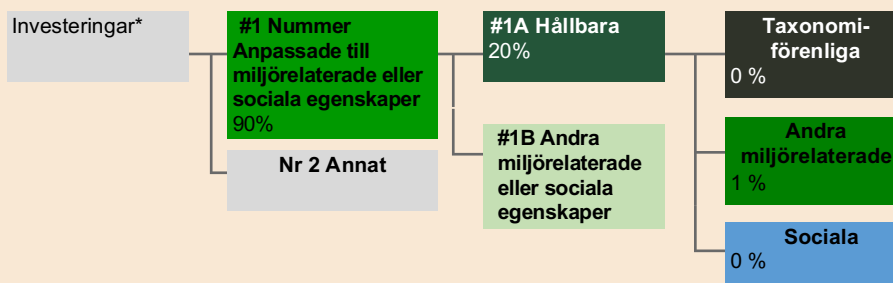 Investeringar*
#1 Nummer
Anpassade till
miljörelaterade eller
sociala egenskaper
90%
Nr 2 Annat
#1A Hållbara
20%
#1B Andra
miljörelaterade
eller sociala
egenskaper
Taxonomi-
förenliga
0 %
Andra
miljörelaterade
1 %
Sociala
0 %